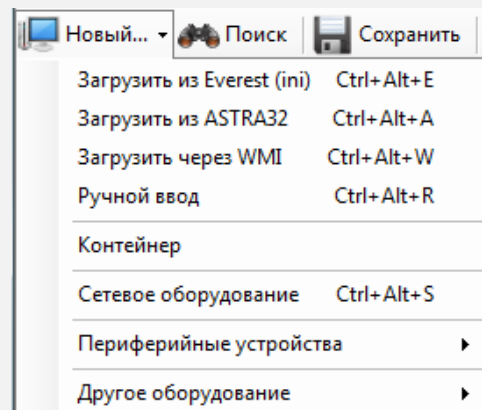 Новый... Поиск Сохранить
Загрузить из Everest (ini) Ctrl+Alt+E
Загрузить из ASTRA32 Ctrl+Alt+A
Загрузить через WMI Ctrl+Alt+W
Ручной ввод Ctrl+Alt+R
Контейнер
Сетевое оборудование Ctrl+Alt+S
Периферийные устройства
Другое оборудование